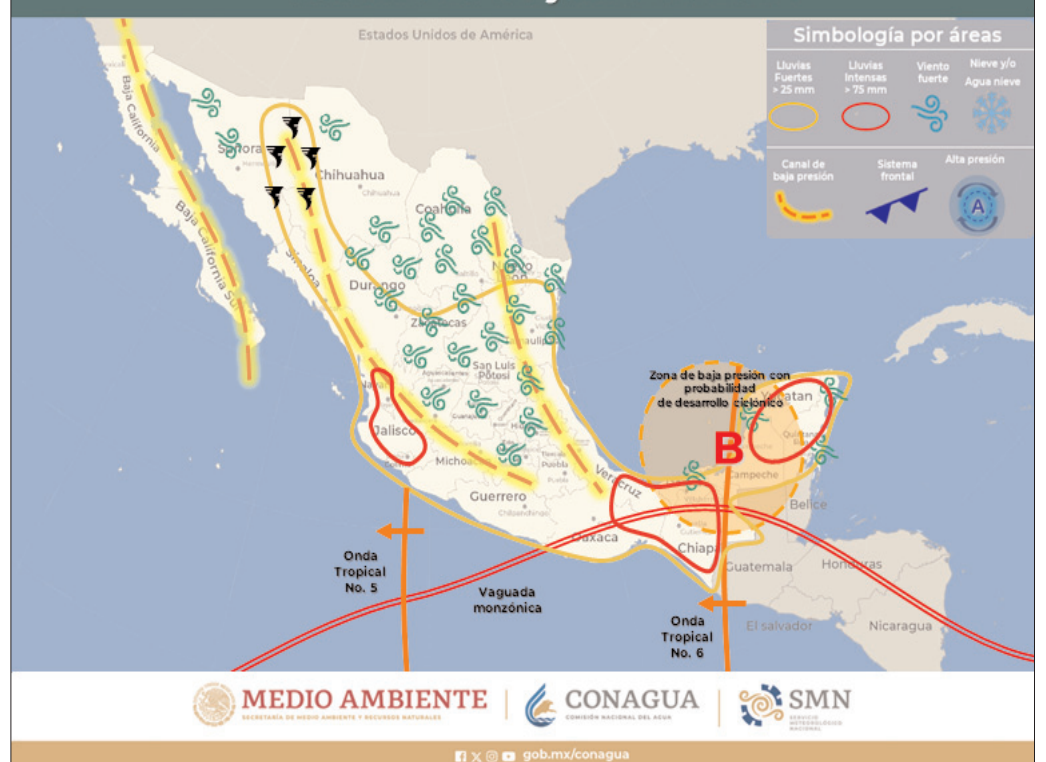 Estados Unidos de América
Simbología por áreas
Lluvias
Fuertes
> 25 mm
Lluvias
Intensas
> 75 mm
Viento
fuerte
Nieve y/o
Agua nieve
Canal de
baja presión
Sistema
frontal
Alta presión
A
Baja California
Baja California Sur
Sonora
Chihuahua
Chihuahua
Coahuila
Sinaloa
Durango
Zacatecas
Tamaulipas
San Luis
Potosí
Jalisco
Michoacán
Guerrero
Puebla
Veracruz
Oaxaca
Chiapas
Zona de baja presión con
probabilidad
de desarrollo ciclónico
B
Yucatán
Campeche
Belice
Guatemala
Honduras
El salvador
Nicaragua
Onda
Tropical
No. 5
Vaguada
monzónica
Onda
Tropical
No. 6
MEDIO AMBIENTE
SECRETARÍA DE MEDIO AMBIENTE Y RECURSOS NATURALES
CONAGUA
COMISIÓN NACIONAL DEL AGUA
SMN
SERVICIO
METEOROLÓGICO
NACIONAL
gob.mx/conagua